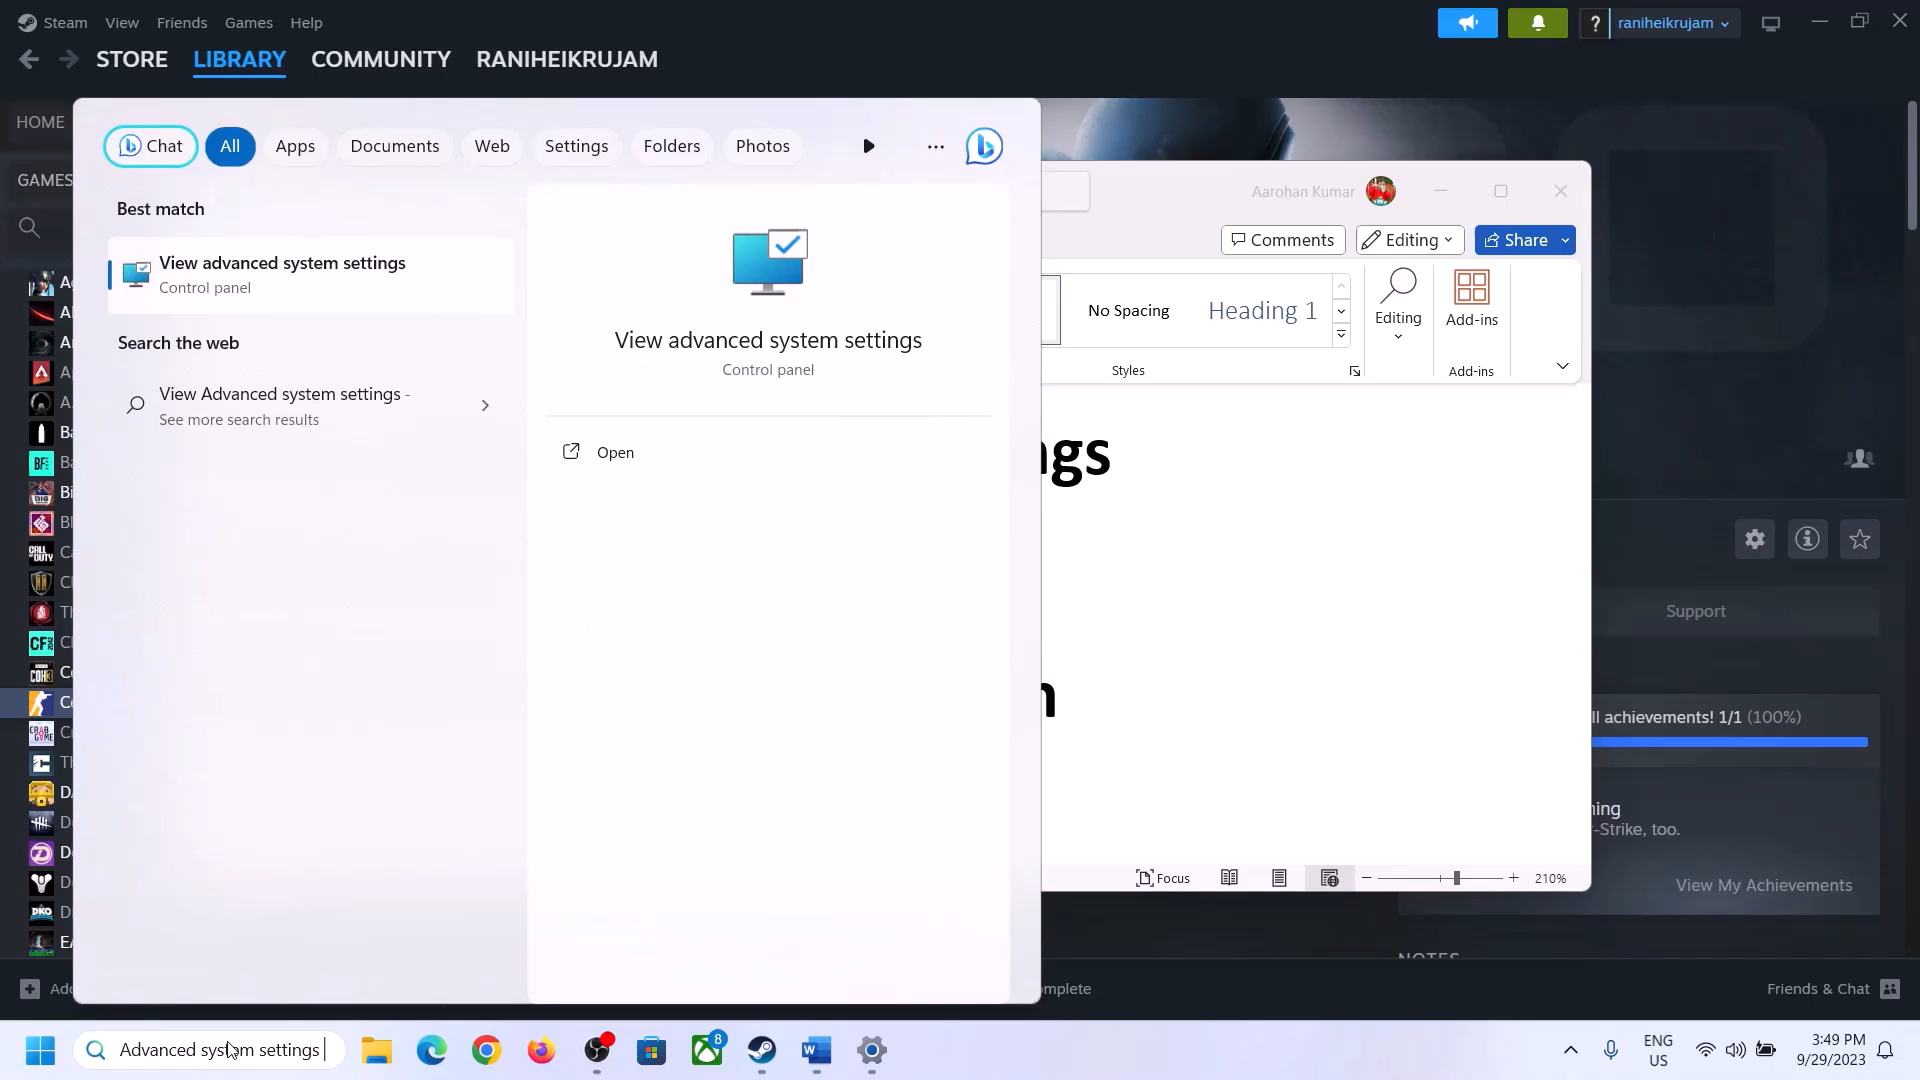 Steam View Friends Games Help
raniheikrujam
STORE LIBRARY COMMUNITY RANIHEIKRUJAM
HOME
GAMES
Chat All Apps Documents Web Settings Folders Photos
Best match
View advanced system settings
Control panel
Search the web
View Advanced system settings -
See more search results
View advanced system settings
Control panel
Open
Aarohan Kumar
Comments Editing Share
No Spacing Heading 1
Editing
Add-ins
Styles
Add-ins
ngs
n
Focus
210%
Support
ll achievements! 1/1 (100%)
ning
-Strike, too.
View My Achievements
NOTES
Add
mplete
Friends & Chat
Advanced system settings
8
ENG
US
3:49 PM
9/29/2023